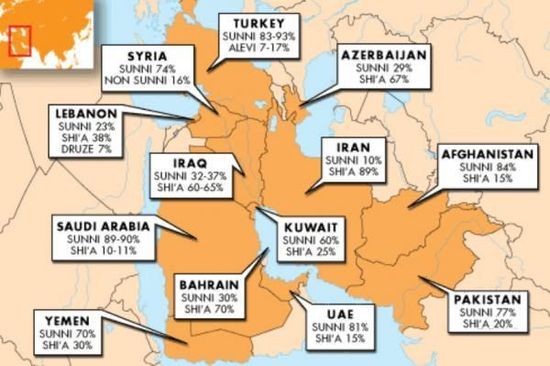 TURKEY
SUNNI 83-93%
ALEVI 7-17%
SYRIA
SUNNI 74%
NON SUNNI 16%
AZERBAIJAN
SUNNI 29%
SHI'A 67%
LEBANON
SUNNI 23%
SHI'A 38%
DRUZE 7%
IRAQ
SUNNI 32-37%
SHI'A 60-65%
IRAN
SUNNI 10%
SHI'A 89%
AFGHANISTAN
SUNNI 84%
SHI'A 15%
SAUDI ARABIA
SUNNI 89-90%
SHI'A 10-11%
KUWAIT
SUNNI 60%
SHI'A 25%
BAHRAIN
SUNNI 30%
SHI'A 70%
UAE
SUNNI 81%
SHI'A 15%
PAKISTAN
SUNNI 77%
SHI'A 20%
YEMEN
SUNNI 70%
SHI'A 30%